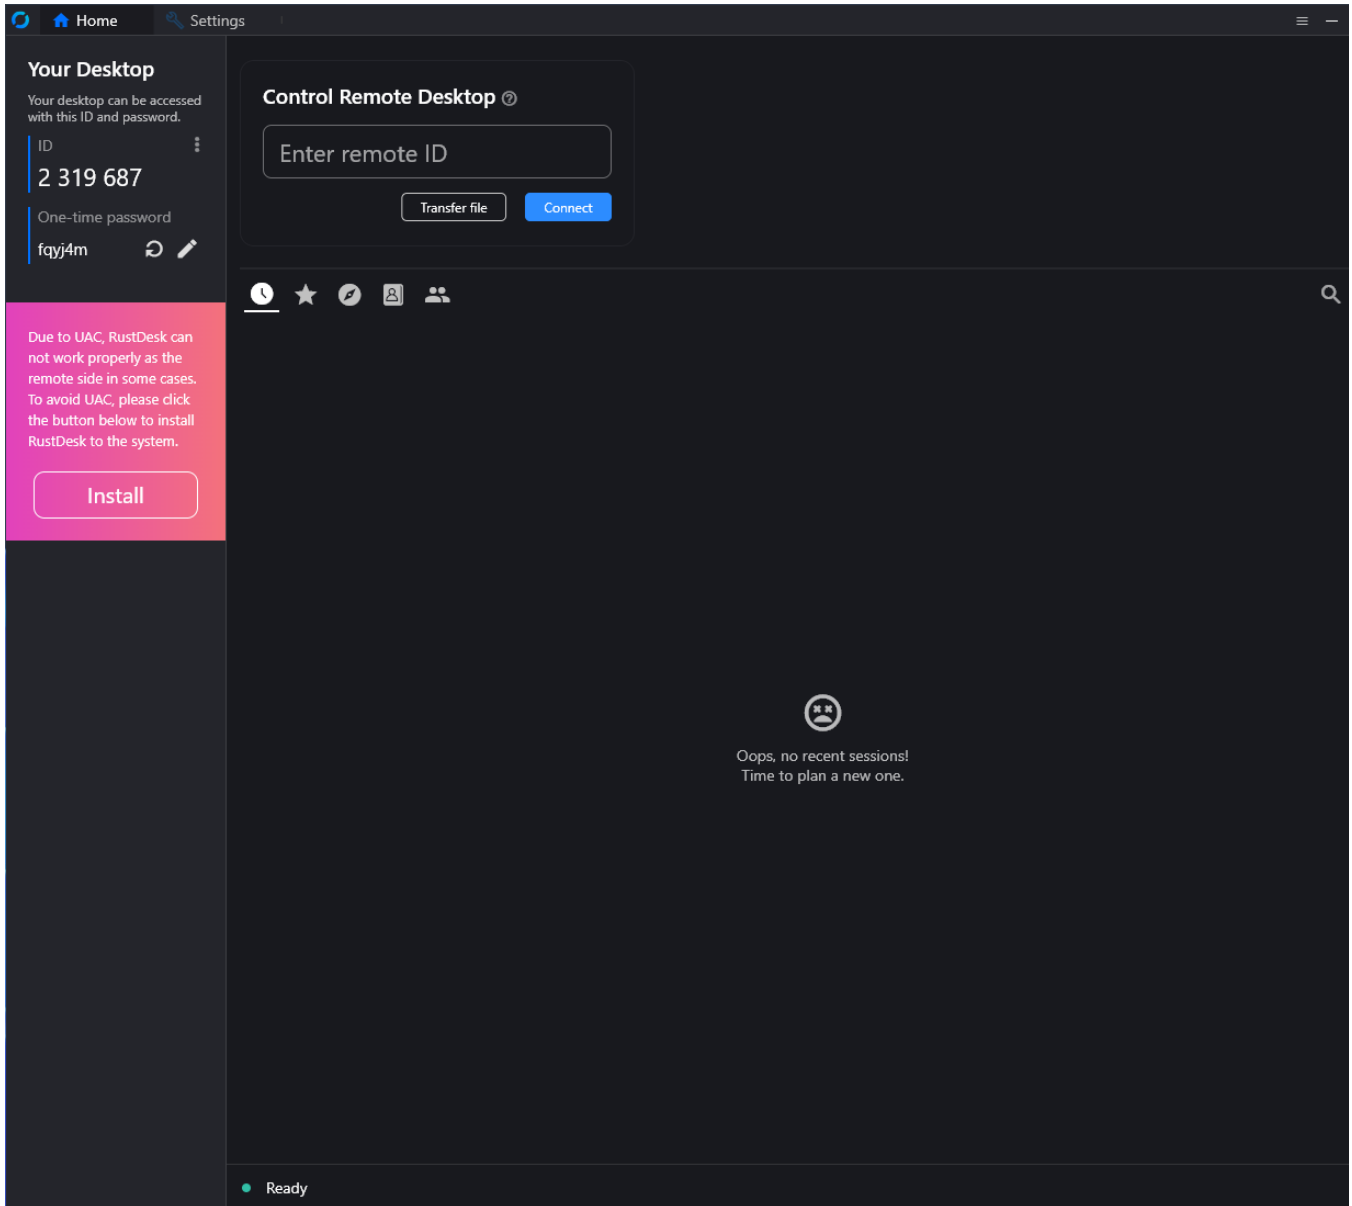 Home
Settings
Your Desktop
Your desktop can be accessed
with this ID and password.
ID
2 319 687
One-time password
fqyj4m
Due to UAC, RustDesk can
not work properly as the
remote side in some cases.
To avoid UAC, please click
the button below to install
RustDesk to the system.
Install
Control Remote Desktop
Enter remote ID
Transfer file
Connect
Oops, no recent sessions!
Time to plan a new one.
Ready